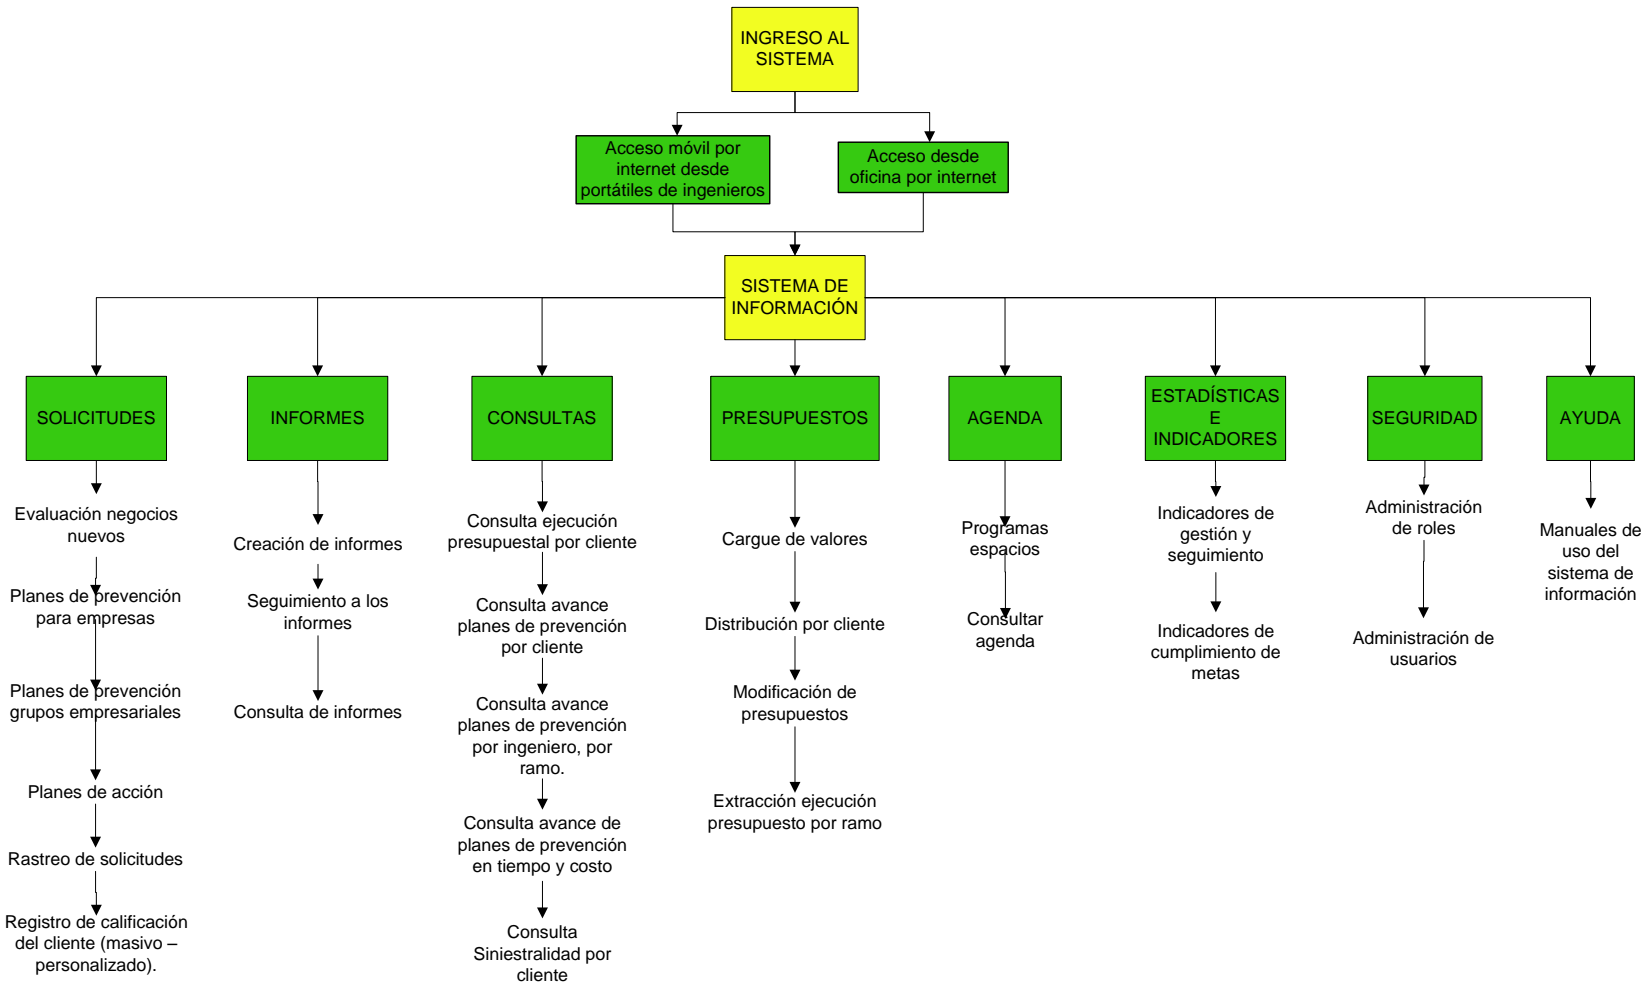 INGRESO AL
SISTEMA
Acceso móvil por
internet desde
portátiles de ingenieros
Acceso desde
oficina por internet
SISTEMA DE
INFORMACIÓN
SOLICITUDES
INFORMES
CONSULTAS
PRESUPUESTOS
AGENDA
ESTADÍSTICAS
E
INDICADORES
SEGURIDAD
AYUDA
Evaluación negocios
nuevos
Planes de prevención
para empresas
Planes de prevención
grupos empresariales
Planes de acción
Rastreo de solicitudes
Registro de calificación
del cliente (masivo –
personalizado).
Creación de informes
Seguimiento a los
informes
Consulta de informes
Consulta ejecución
presupuestal por cliente
Consulta avance
planes de prevención
por cliente
Consulta avance
planes de prevención
por ingeniero, por
ramo.
Consulta avance de
planes de prevención
en tiempo y costo
Consulta
Siniestralidad por
cliente
Cargue de valores
Distribución por cliente
Modificación de
presupuestos
Extracción ejecución
presupuesto por ramo
Programas
espacios
Consultar
agenda
Indicadores de
gestión y
seguimiento
Indicadores de
cumplimiento de
metas
Administración
de roles
Administración de
usuarios
Manuales de
uso del
sistema de
información